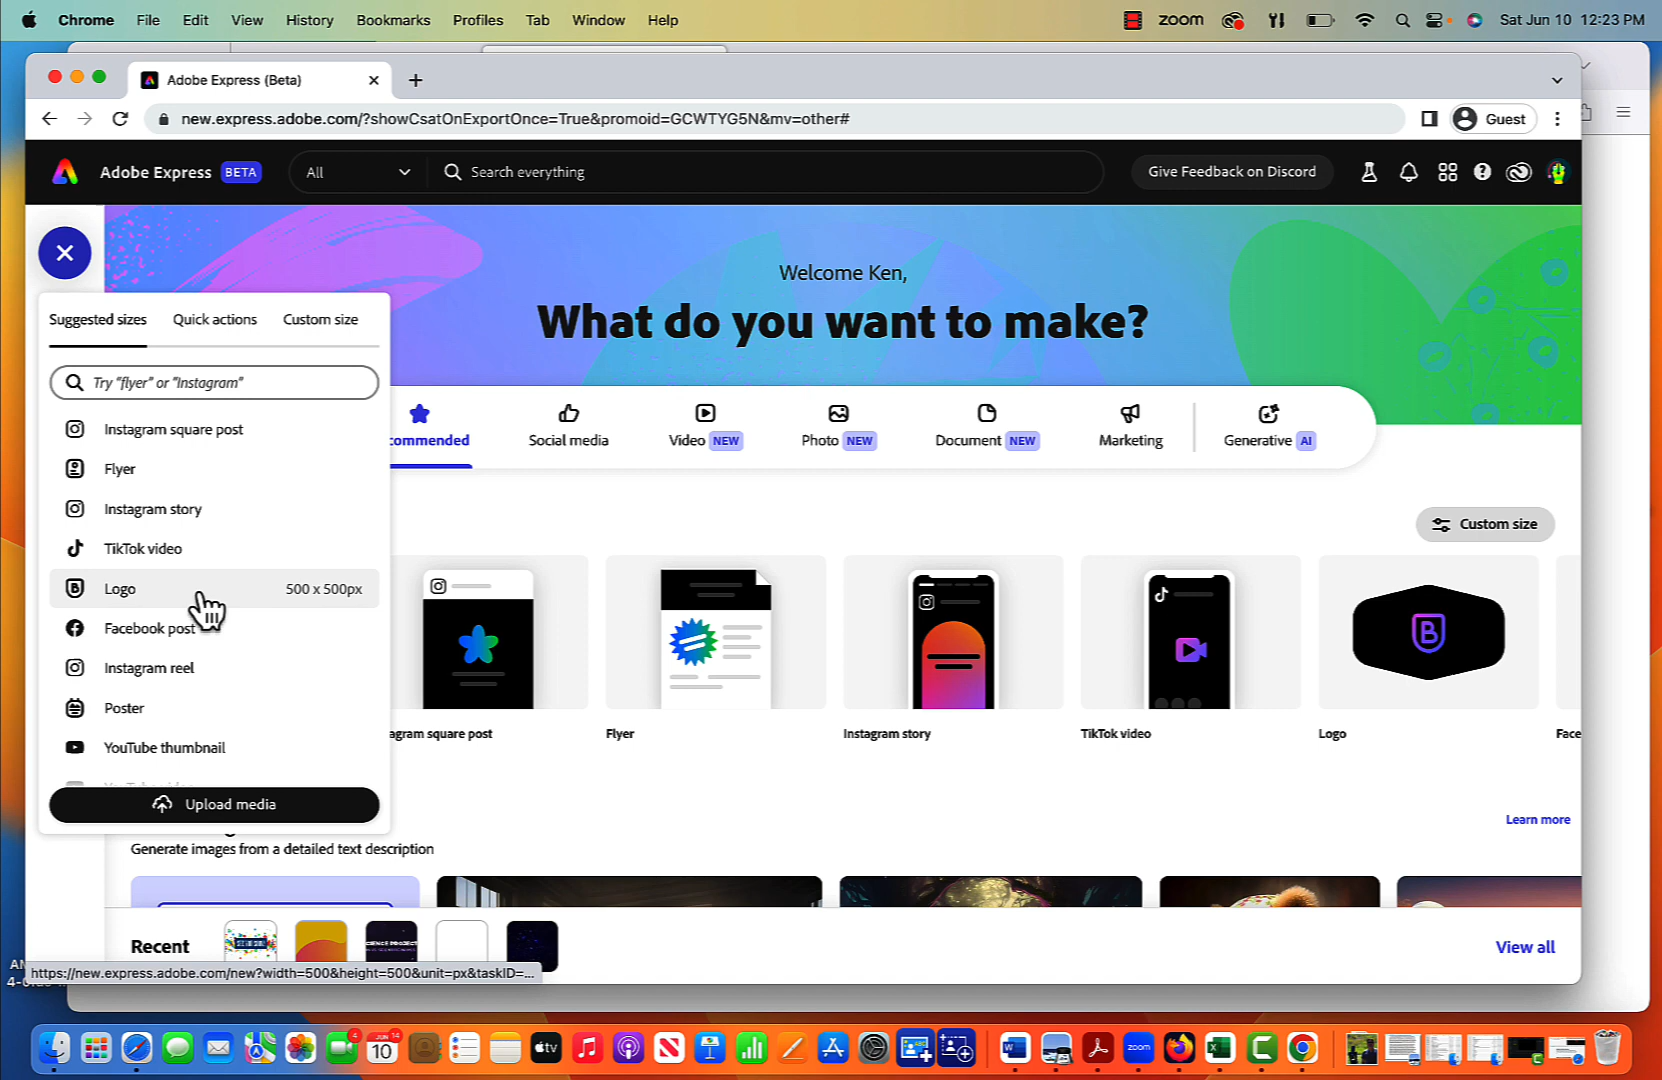 Chrome File Edit View History Bookmarks Profiles Tab Window Help
zoom
Sat Jun 10 12:23 PM
Adobe Express (Beta)
new.express.adobe.com/?showCsatOnExportOnce=True&promoid=GCWTYG5N&mv=other#
Guest
Adobe Express BETA
All
Search everything
Give Feedback on Discord
Welcome Ken,
What do you want to make?
Suggested sizes Quick actions Custom size
Try "flyer" or "Instagram"
Instagram square post
Flyer
Instagram story
TikTok video
Logo 500 x 500px
Facebook post
Instagram reel
Poster
YouTube thumbnail
Upload media
commended
Social media
Video NEW
Photo NEW
Document NEW
Marketing
Generative AI
Custom size
agram square post
Flyer
Instagram story
TikTok video
Logo
Face
Learn more
Generate images from a detailed text description
Recent
View all
https://new.express.adobe.com/new?width=500&height=500&unit=px&taskID=...
4
JUN
10
14
tv
zoom